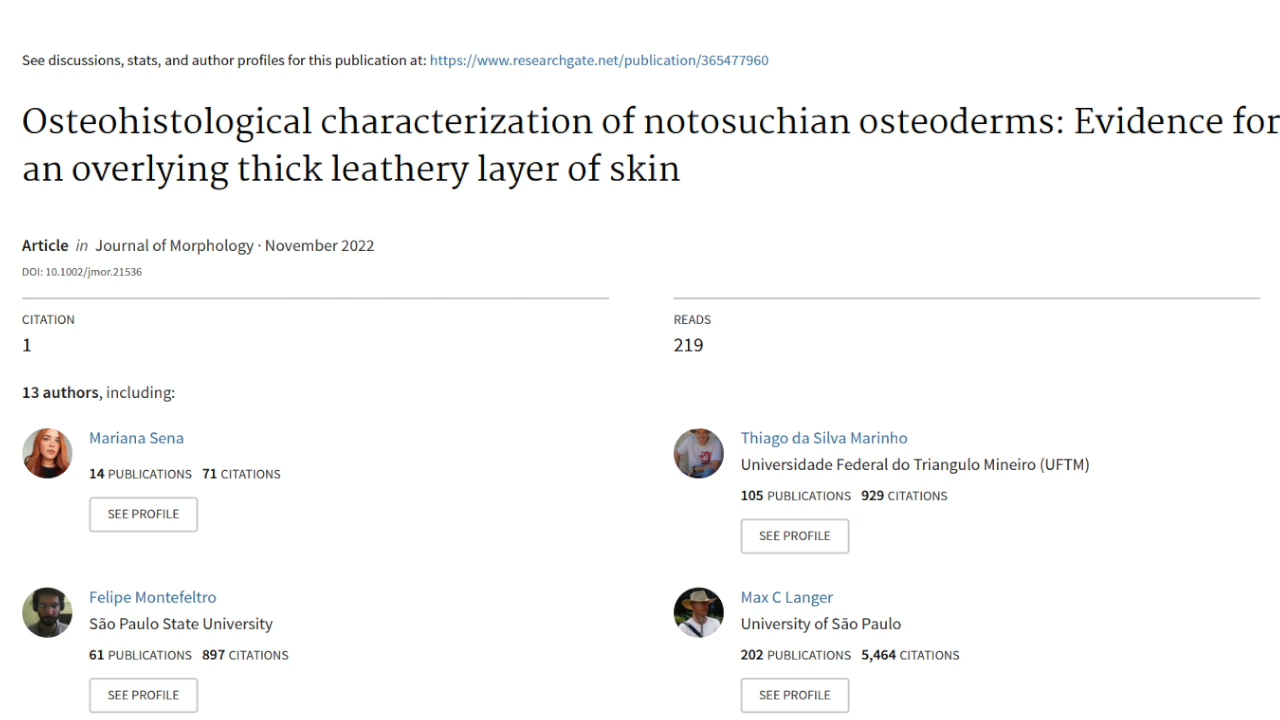 See discussions, stats, and author profiles for this publication at: https://www.researchgate.net/publication/365477960
Osteohistological characterization of notosuchian osteoderms: Evidence for
an overlying thick leathery layer of skin
Article in Journal of Morphology · November 2022
DOI: 10.1002/jmor.21536
CITATION
1
READS
219
13 authors, including:
Mariana Sena
14 PUBLICATIONS 71 CITATIONS
SEE PROFILE
Thiago da Silva Marinho
Universidade Federal do Triangulo Mineiro (UFTM)
105 PUBLICATIONS 929 CITATIONS
SEE PROFILE
Felipe Montefeltro
São Paulo State University
61 PUBLICATIONS 897 CITATIONS
SEE PROFILE
Max C Langer
University of São Paulo
202 PUBLICATIONS 5,464 CITATIONS
SEE PROFILE